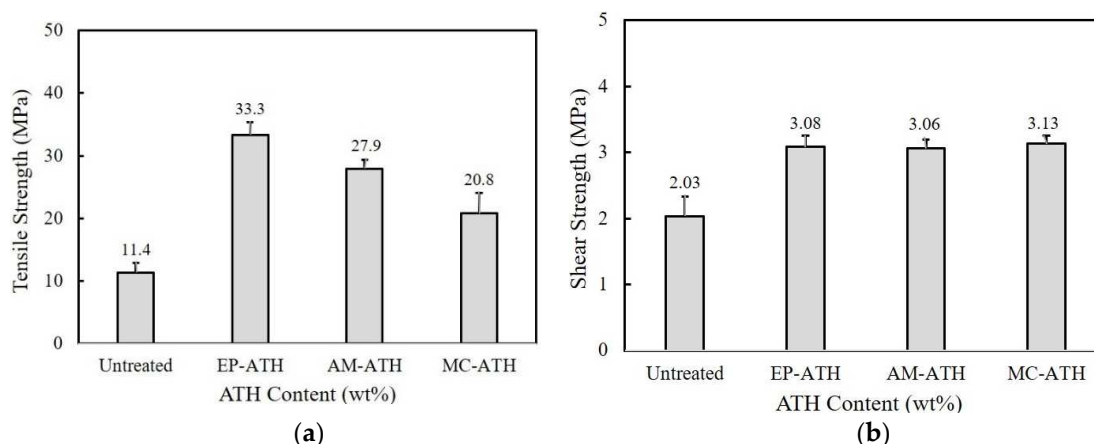 50
40
30
20
10
0
Tensile Strength (MPa)
11.4
33.3
27.9
20.8
Untreated EP-ATH AM-ATH MC-ATH
ATH Content (wt%)
(a)
5
4
3
2
1
0
Shear Strength (MPa)
2.03
3.08
3.06
3.13
Untreated EP-ATH AM-ATH MC-ATH
ATH Content (wt%)
(b)